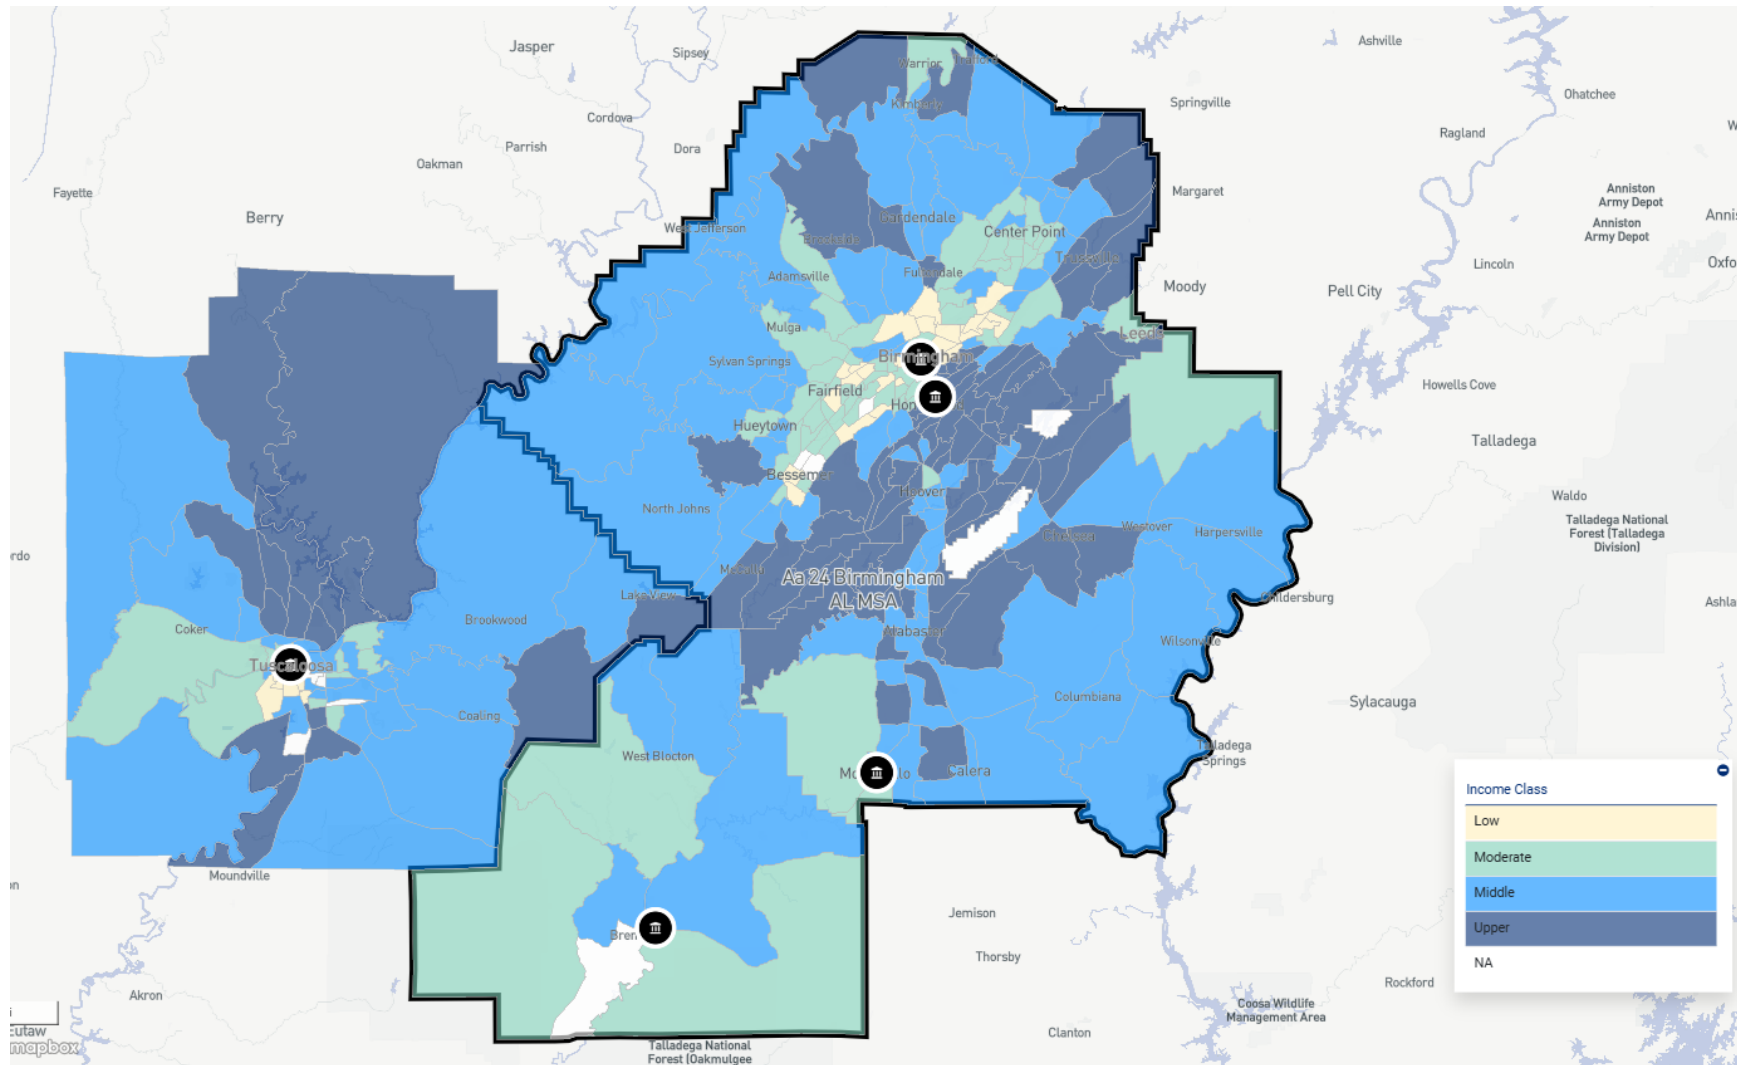 Jasper
Sipsey
Ashville
Warrior
Trafford
Ohatchee
Springville
Kimberly
Cordova
Ragland
Parrish
Dora
Oakman
Fayette
Margaret
Anniston
Army Depot
Berry
Gardendale
West Jefferson
Center Point
Anniston
Army Depot
Brookside
Trussville
Lincoln
Adamsville
Fultondale
Moody
Pell City
Mulga
Leeds
Birmingham
Sylvan Springs
Fairfield
Howells Cove
Hueytown
Talladega
Bessemer
Hoover
Waldo
North Johns
Talladega National
Forest (Talladega
Division)
Westover
Harpersville
Chelsea
McCalla
Aa 24 Birmingham
AL MSA
Lake View
Childersburg
Brookwood
Coker
Alabaster
Wilsonville
Tuscaloosa
Columbiana
Sylacauga
Coaling
Talladega
Springs
West Blocton
Calera
Income Class
Low
Moderate
Middle
Upper
NA
Moundville
Jemison
Bren
Thorsby
Rockford
Akron
Coosa Wildlife
Management Area
Clanton
Eutaw
mapbox
Talladega National
Forest (Oakmulgee